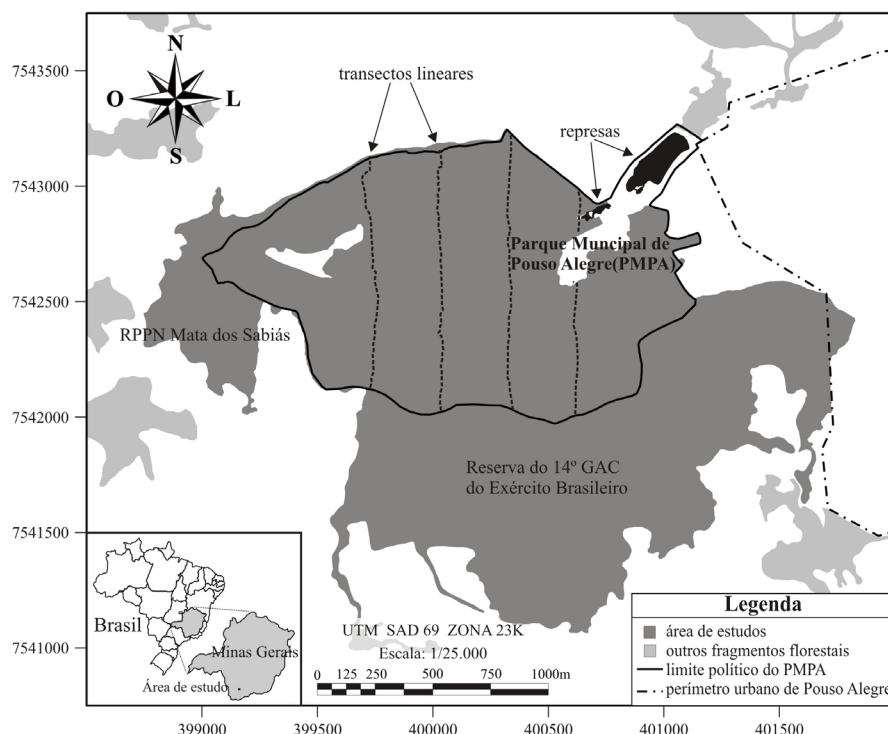 7543500
7543000
7542500
7542000
7541500
7541000
N
O
L
S
transectos lineares
represas
Parque Muncipal de
Pouso Alegre(PMPA)
RPPN Mata dos Sabiás
Reserva do 14º GAC
do Exército Brasileiro
Brasil
Minas Gerais
Área de estudo
UTM SAD 69 ZONA 23K
Escala: 1/25.000
0 125 250 500 750 1000m
Legenda
área de estudos
outros fragmentos florestais
limite político do PMPA
perímetro urbano de Pouso Alegre
399000 399500 400000 400500 401000 401500